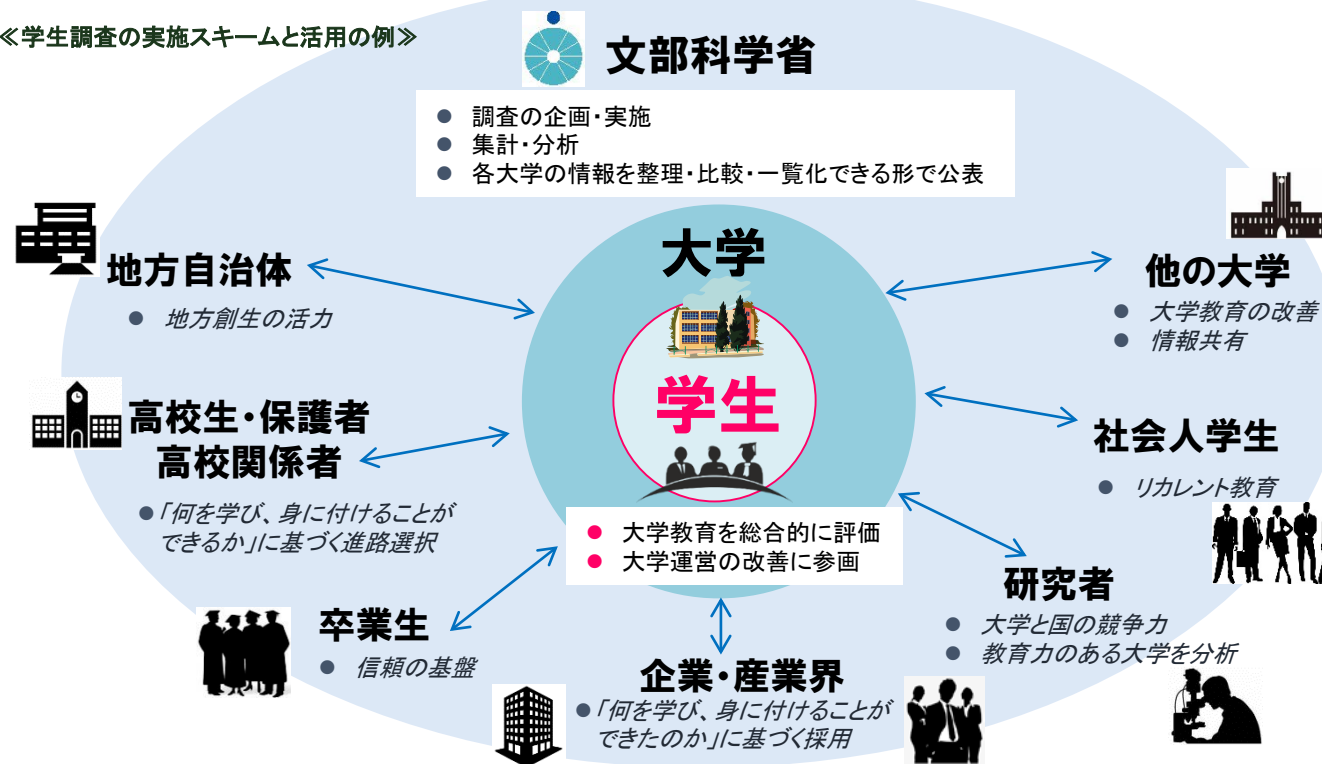 ≪学生調査の実施スキームと活用の例≫
文部科学省
● 調査の企画・実施
● 集計・分析
● 各大学の情報を整理・比較・一覧化できる形で公表
大学
学生
● 大学教育を総合的に評価
● 大学運営の改善に参画
地方自治体
● 地方創生の活力
高校生・保護者
高校関係者
●「何を学び、身に付けることが
できるか」に基づく進路選択
卒業生
● 信頼の基盤
企業・産業界
●「何を学び、身に付けることが
できたのか」に基づく採用
他の大学
● 大学教育の改善
● 情報共有
社会人学生
● リカレント教育
研究者
● 大学と国の競争力
● 教育力のある大学を分析